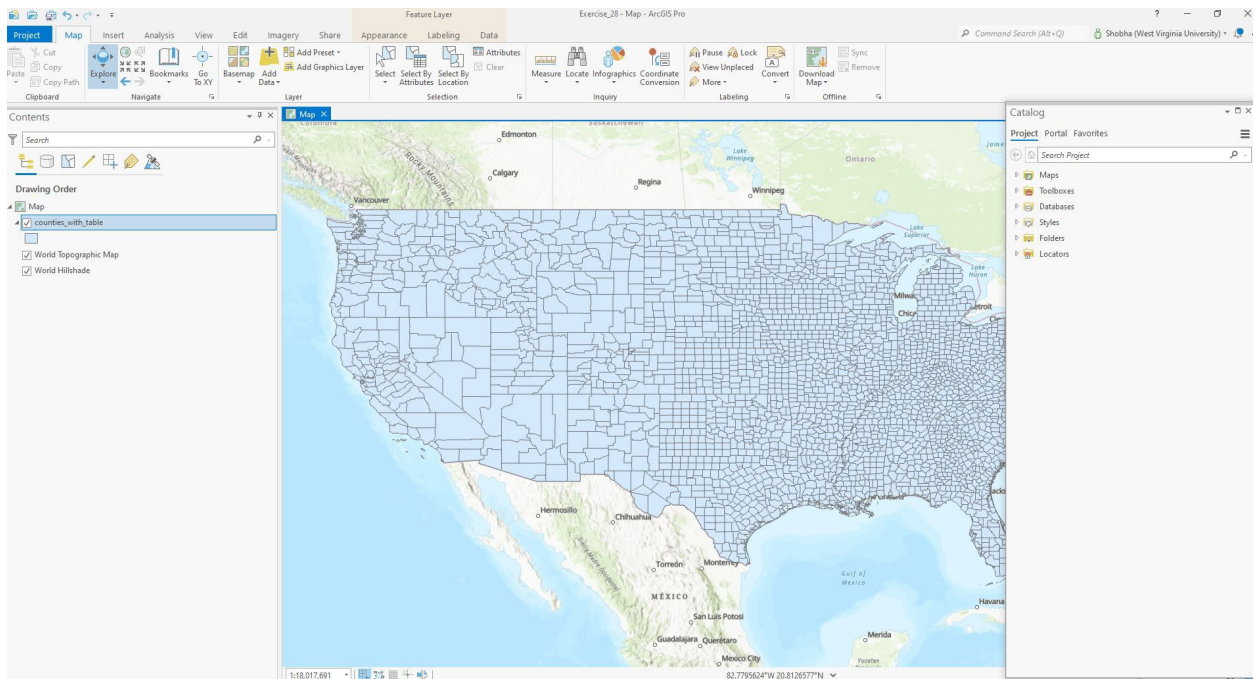 Feature Layer
Exercise_28 - Map - ArcGIS Pro
?
Project Map Insert Analysis View Edit Imagery Share Appearance Labeling Data
Command Search (Alt+Q)
Shobha (West Virginia University)
Paste
Cut
Copy
Copy Path
Clipboard
Explore
Bookmarks
Go
To XY
Navigate
Basemap
Add
Data
Add Preset
Add Graphics Layer
Layer
Select
Select By
Attributes
Select By
Location
Attributes
Clear
Selection
Measure
Locate
Infographics
Coordinate
Conversion
Inquiry
Pause
Lock
View Unplaced
More
Convert
Labeling
Download
Map
Sync
Remove
Offline
Contents
Search
Drawing Order
Map
counties_with_table
World Topographic Map
World Hillshade
Map
Edmonton
Rocky Mountains
Calgary
Regina
Vancouver
Winnipeg
Lake
Winnipeg
Ontario
Lake
Superior
Lake
Huron
Milwa
Chic
etroit
Hermosillo
Chihuahua
Torreón
Monterrey
MÉXICO
San Luis Potosí
Guadalajara
Querétaro
Mexico City
Gulf of
Mexico
Havana
Merida
1:18,017,691
82.7795624°W 20.8126577°N
Catalog
Project Portal Favorites
Search Project
Maps
Toolboxes
Databases
Styles
Folders
Locators